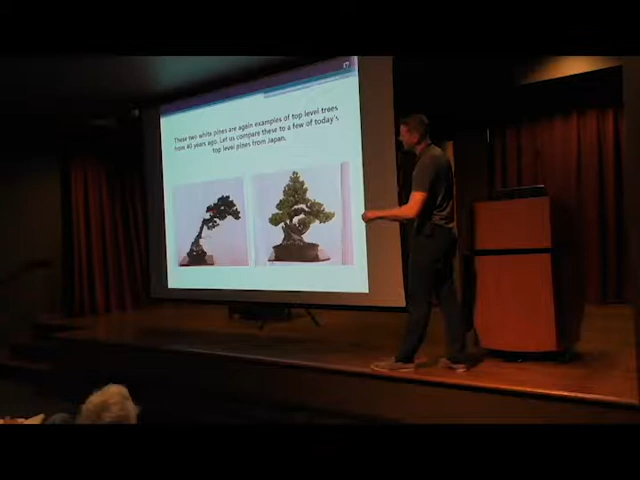 17
These two white pines are again examples of top level trees
from 40 years ago. Let us compare these to a few of today's
top level pines from Japan.